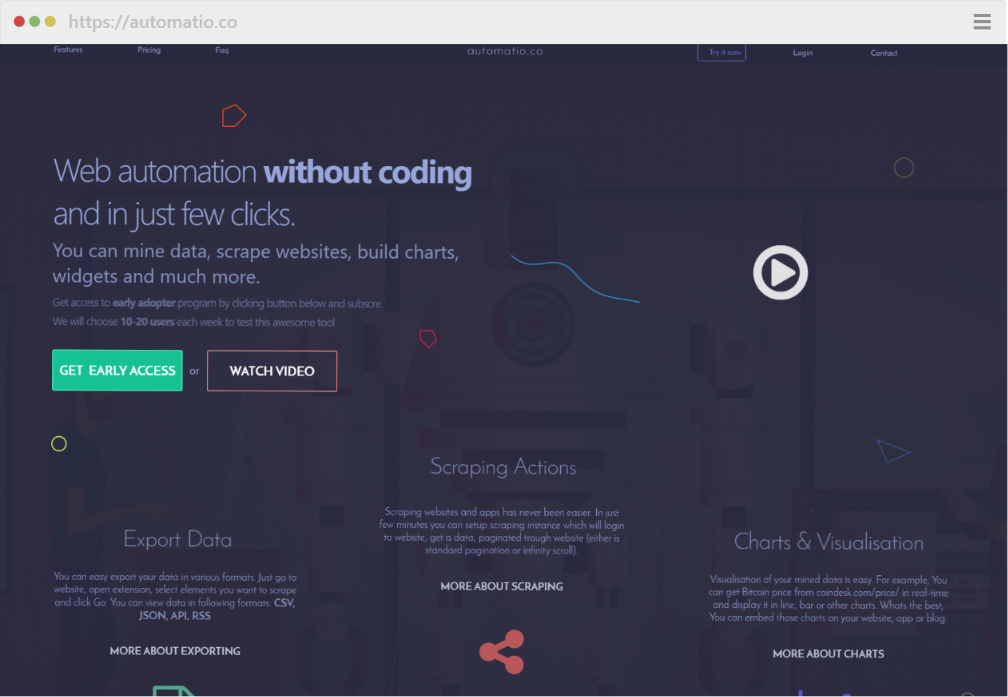 https://automatio.co
Features Pricing Faq automatio.co Try it now Login Contact
Web automation without coding
and in just few clicks.
You can mine data, scrape websites, build charts,
widgets and much more.
Get access to early adopter program by clicking button below and subscre.
We will choose 10-20 users each week to test this awesome tool
GET EARLY ACCESS or WATCH VIDEO
Scraping Actions
Scraping websites and apps has never been easier. In just
few minutes you can setup scraping instance which will login
to website, get a data, paginated trough website (either is
standard pagination or infinity scroll).
MORE ABOUT SCRAPING
Export Data
You can easy export your data in various formats. Just go to
website, open extension, select elements you want to scrape
and click Go. You can view data in following formats: CSV,
JSON, API, RSS
MORE ABOUT EXPORTING
Charts & Visualisation
Visualisation of your mined data is easy. For example, You
can get Bitcoin price from coindesk.com/price/ in real-time
and display it in line, bar or other charts. Whats the best,
You can embed those charts on your website, app or blog.
MORE ABOUT CHARTS